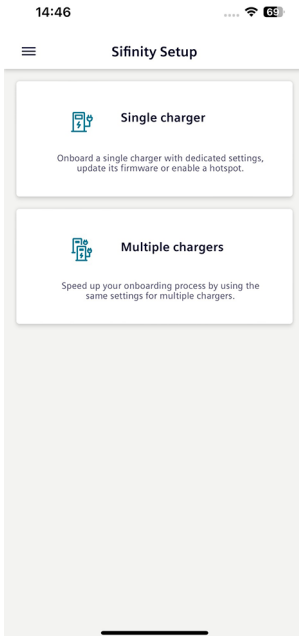 14:46
69
Sifinity Setup
Single charger
Onboard a single charger with dedicated settings,
update its firmware or enable a hotspot.
Multiple chargers
Speed up your onboarding process by using the
same settings for multiple chargers.